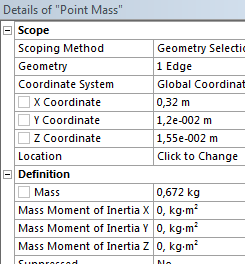 Details of "Point Mass"
Scope
Scoping Method Geometry Selectio
Geometry 1 Edge
Coordinate System Global Coordinat
X Coordinate 0,32 m
Y Coordinate 1,2e-002 m
Z Coordinate 1,55e-002 m
Location Click to Change
Definition
Mass 0,672 kg
Mass Moment of Inertia X 0, kg·m²
Mass Moment of Inertia Y 0, kg·m²
Mass Moment of Inertia Z 0, kg·m²
Suppressed No